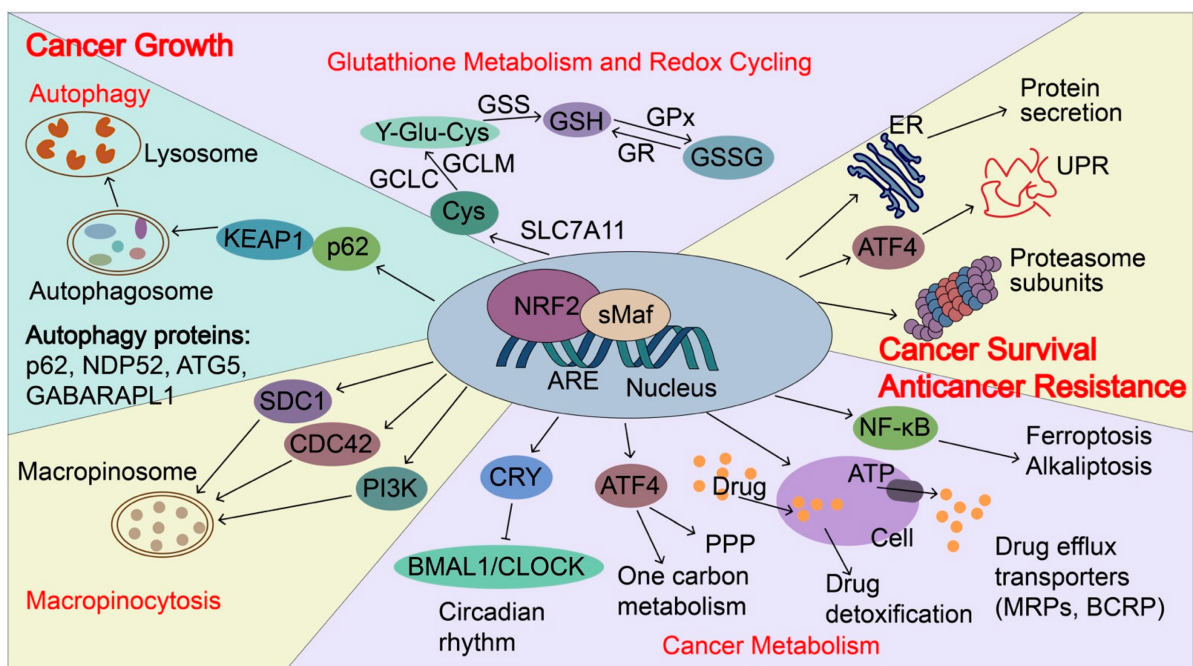 Cancer Growth
Autophagy
Lysosome
Autophagosome
KEAP1
p62
Autophagy proteins:
p62, NDP52, ATG5,
GABARAPL1
Glutathione Metabolism and Redox Cycling
Y-Glu-Cys
GSS
GSH
GPx
GR
GSSG
GCLC
GCLM
Cys
SLC7A11
ER
Protein
secretion
UPR
ATF4
Proteasome
subunits
Cancer Survival
Anticancer Resistance
NRF2
sMaf
ARE
Nucleus
SDC1
CDC42
PI3K
Macropinosome
Macropinocytosis
CRY
BMAL1/CLOCK
Circadian
rhythm
ATF4
PPP
One carbon
metabolism
Drug
ATP
Cell
Drug
detoxification
NF-κB
Ferroptosis
Alkaliptosis
Drug efflux
transporters
(MRPs, BCRP)
Cancer Metabolism